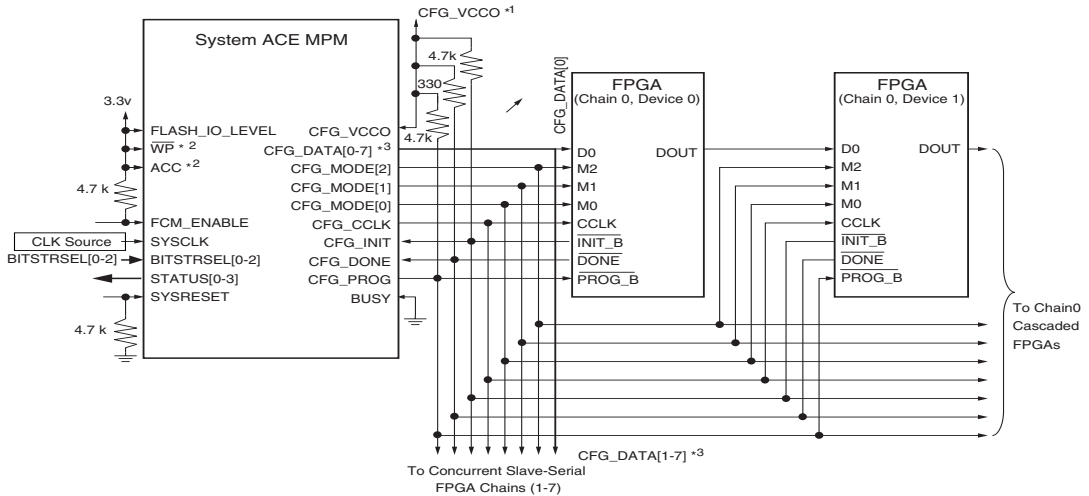 CFG_VCCO *1
System ACE MPM
4.7k
330
4.7k
CFG_DATA[0]
3.3v
FLASH_IO_LEVEL
WP *2
ACC *2
4.7 k
FCM_ENABLE
CLK Source
SYSCLK
BITSTRSEL[0-2]
BITSTRSEL[0-2]
STATUS[0-3]
SYSRESET
4.7 k
CFG_VCCO
CFG_DATA[0-7] *3
CFG_MODE[2]
CFG_MODE[1]
CFG_MODE[0]
CFG_CCLK
CFG_INIT
CFG_DONE
CFG_PROG
BUSY
FPGA
(Chain 0, Device 0)
D0
DOUT
M2
M1
M0
CCLK
INIT_B
DONE
PROG_B
FPGA
(Chain 0, Device 1)
D0
DOUT
M2
M1
M0
CCLK
INIT_B
DONE
PROG_B
To Chain0
Cascaded
FPGAs
CFG_DATA[1-7] *3
To Concurrent Slave-Serial
FPGA Chains (1-7)